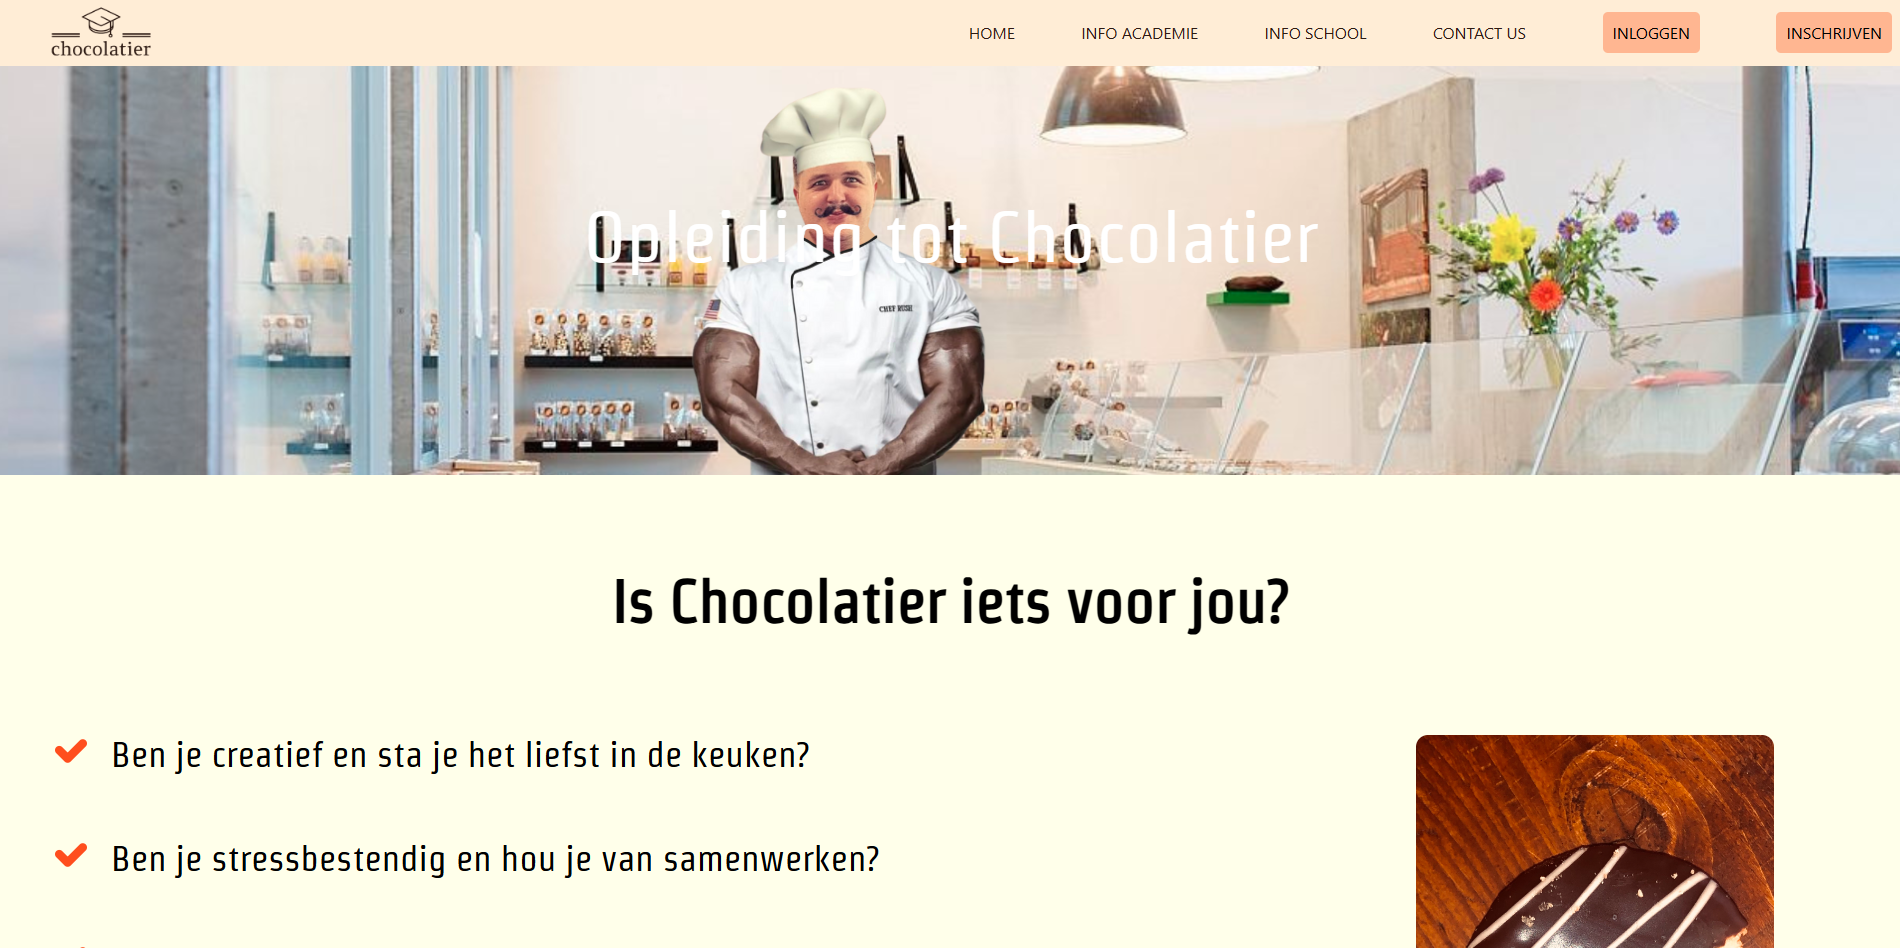 chocolatier
HOME
INFO ACADEMIE
INFO SCHOOL
CONTACT US
INLOGGEN
INSCHRIJVEN
Opleiding tot Chocolatier
CHEF RUSH
Is Chocolatier iets voor jou?
Ben je creatief en sta je het liefst in de keuken?
Ben je stressbestendig en hou je van samenwerken?